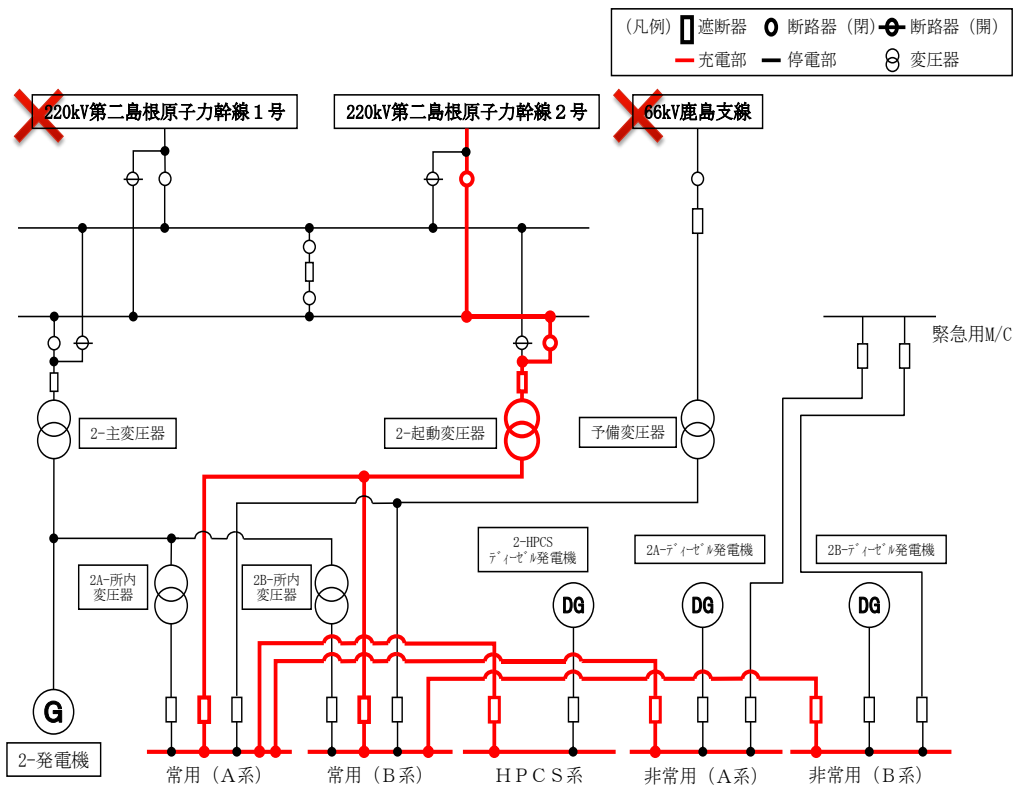 (凡例) 遮断器 断路器（閉） 断路器（開）
充電部 停電部 変圧器
220kV第二島根原子力幹線１号
220kV第二島根原子力幹線２号
66kV鹿島支線
緊急用M/C
2-主変圧器
2-起動変圧器
予備変圧器
2-HPCS
ﾃﾞｨｰｾﾞﾙ発電機
2A-ﾃﾞｨｰｾﾞﾙ発電機
2B-ﾃﾞｨｰｾﾞﾙ発電機
2A-所内
変圧器
2B-所内
変圧器
DG
DG
DG
G
2-発電機
常用（A系）
常用（B系）
ＨＰＣＳ系
非常用（A系）
非常用（B系）